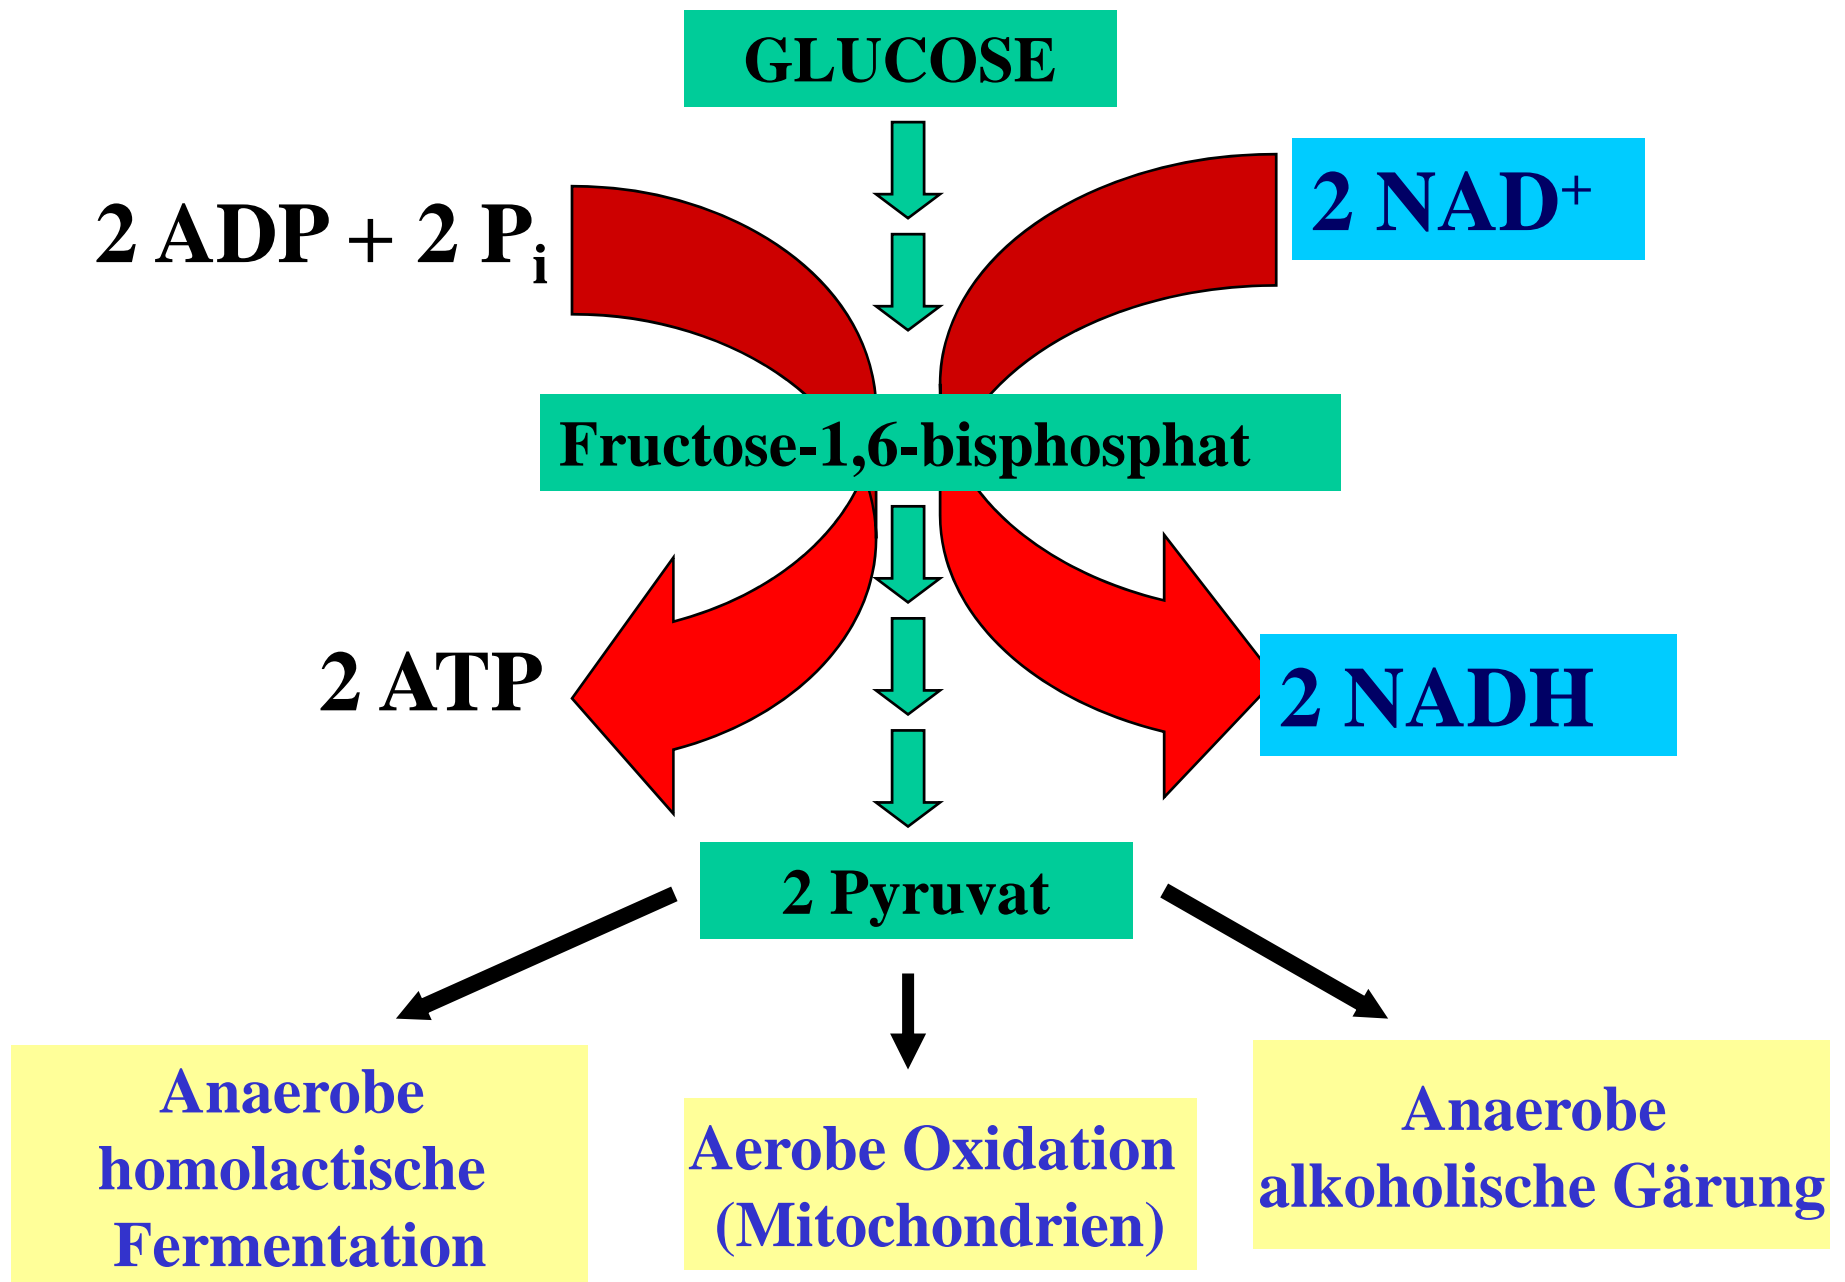 GLUCOSE
2 NAD⁺
2 ADP + 2 Pᵢ
Fructose-1,6-bisphosphat
2 ATP
2 NADH
2 Pyruvat
Anaerobe
homolactische
Fermentation
Aerobe Oxidation
(Mitochondrien)
Anaerobe
alkoholische Gärung